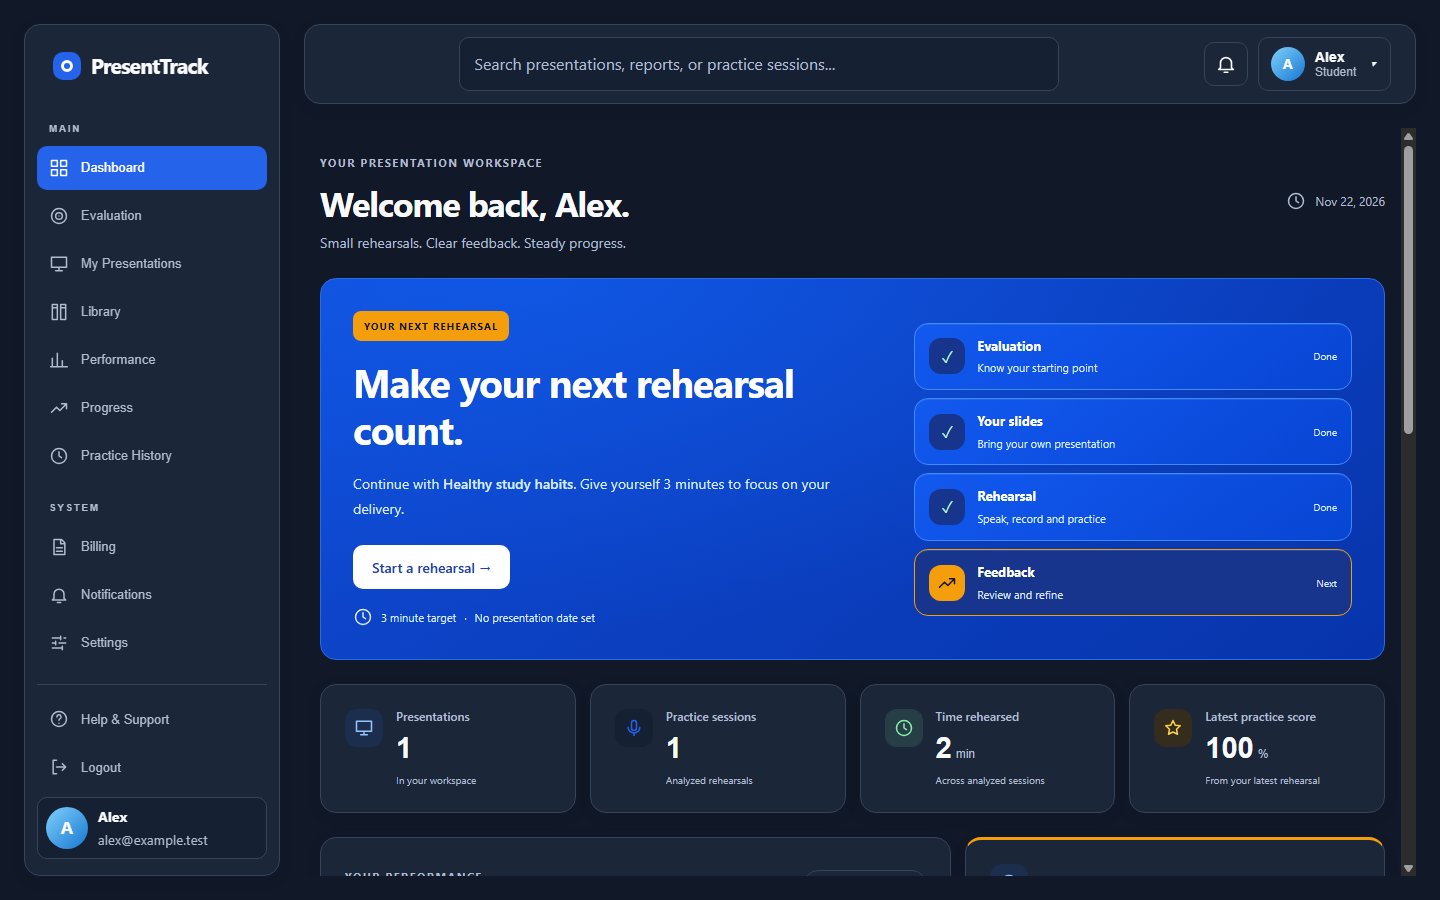 PresentTrack
MAIN
Dashboard
Evaluation
My Presentations
Library
Performance
Progress
Practice History
SYSTEM
Billing
Notifications
Settings
Help & Support
Logout
A
Alex
alex@example.test
Search presentations, reports, or practice sessions...
A
Alex
Student
YOUR PRESENTATION WORKSPACE
Welcome back, Alex.
Small rehearsals. Clear feedback. Steady progress.
Nov 22, 2026
YOUR NEXT REHEARSAL
Make your next rehearsal
count.
Continue with Healthy study habits. Give yourself 3 minutes to focus on your
delivery.
Start a rehearsal →
3 minute target · No presentation date set
✓
Evaluation
Know your starting point
Done
✓
Your slides
Bring your own presentation
Done
✓
Rehearsal
Speak, record and practice
Done
Feedback
Review and refine
Next
Presentations
1
In your workspace
Practice sessions
1
Analyzed rehearsals
Time rehearsed
2 min
Across analyzed sessions
Latest practice score
100 %
From your latest rehearsal
YOUR PERFORMANCE